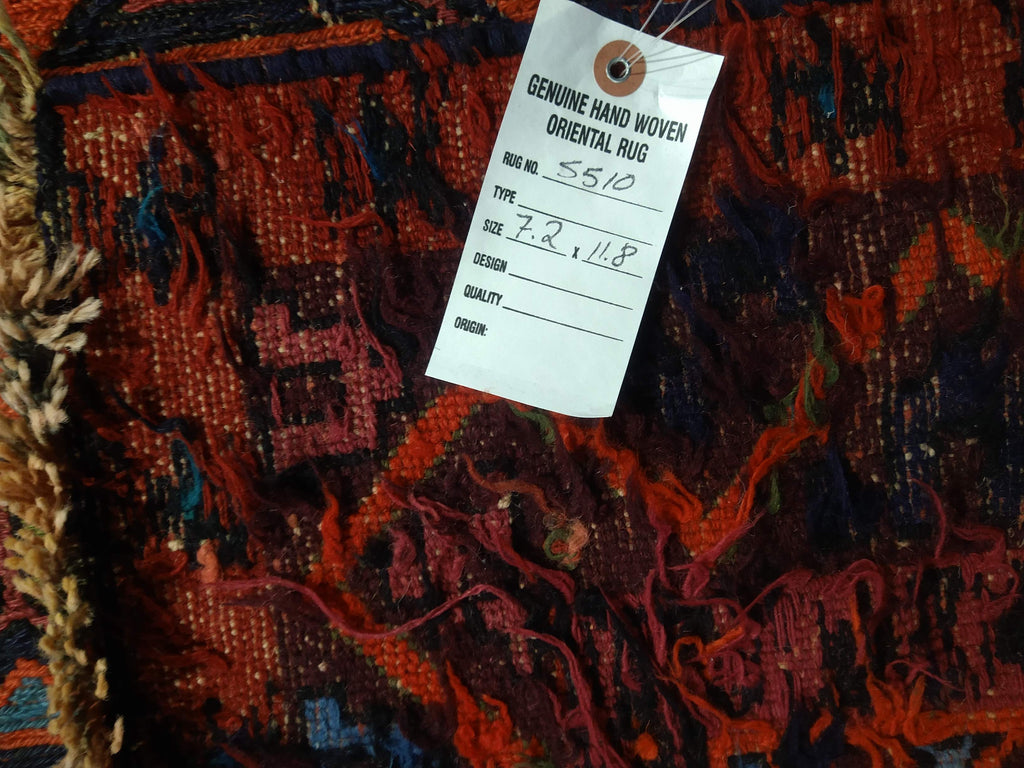 GENUINE HAND WOVEN
ORIENTAL RUG
RUG NO. 5510
TYPE
SIZE 7.2 x 11.8
DESIGN
QUALITY
ORIGIN: